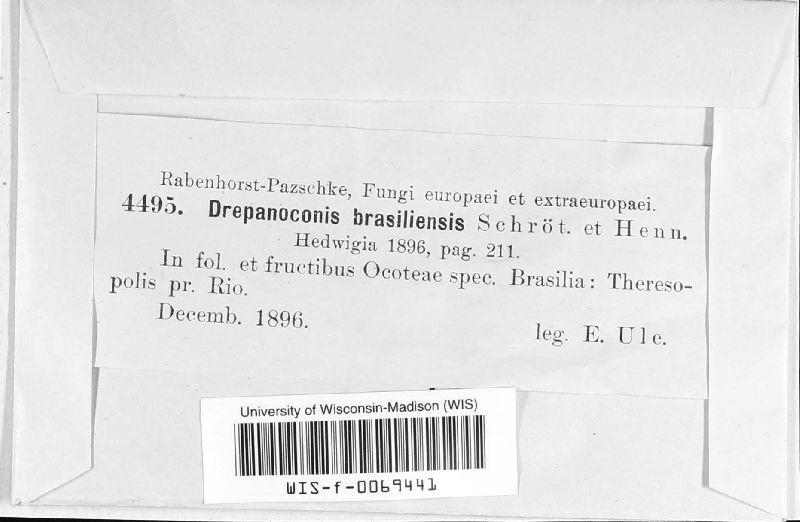 Rabenhorst-Pazschke, Fungi europaei et extraeuropaei.
4495. Drepanoconis brasiliensis Schröt. et Henn.
Hedwigia 1896, pag. 211.
In fol. et fructibus Ocoteae spec. Brasilia: Thereso-
polis pr. Rio.
Decemb. 1896.
leg. E. Ule.
University of Wisconsin-Madison (WIS)
WIS-f-0069441